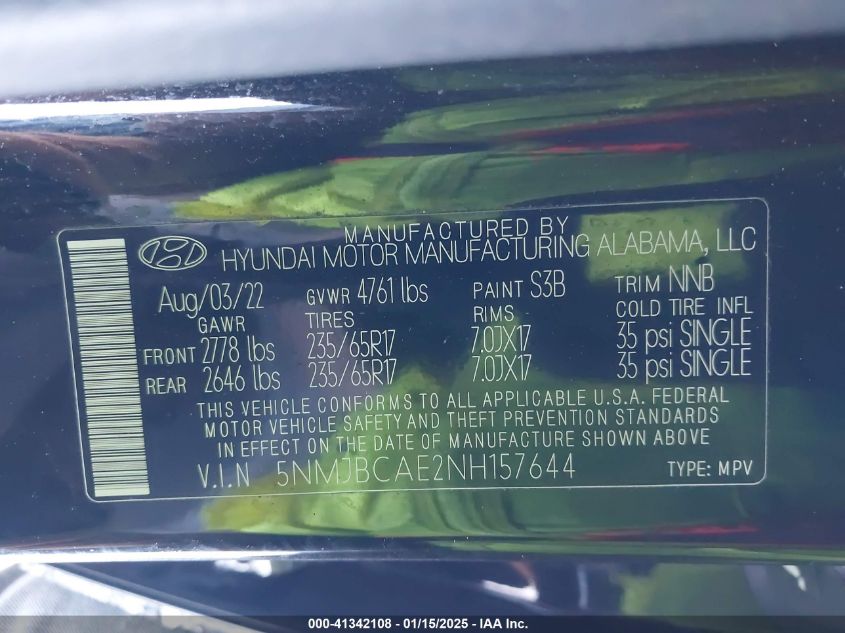 MANUFACTURED BY
HYUNDAI MOTOR MANUFACTURING ALABAMA, LLC
Aug/03/22 GVWR 4761 lbs PAINT S3B TRIM NNB
GAWR TIRES RIMS COLD TIRE INFL
FRONT 2778 lbs 235/65R17 7.0JX17 35 psi SINGLE
REAR 2646 lbs 235/65R17 7.0JX17 35 psi SINGLE
THIS VEHICLE CONFORMS TO ALL APPLICABLE U.S.A. FEDERAL
MOTOR VEHICLE SAFETY AND THEFT PREVENTION STANDARDS
IN EFFECT ON THE DATE OF MANUFACTURE SHOWN ABOVE
V.I.N 5NMJBCAE2NH157644 TYPE: MPV
000-41342108 - 01/15/2025 - IAA Inc.